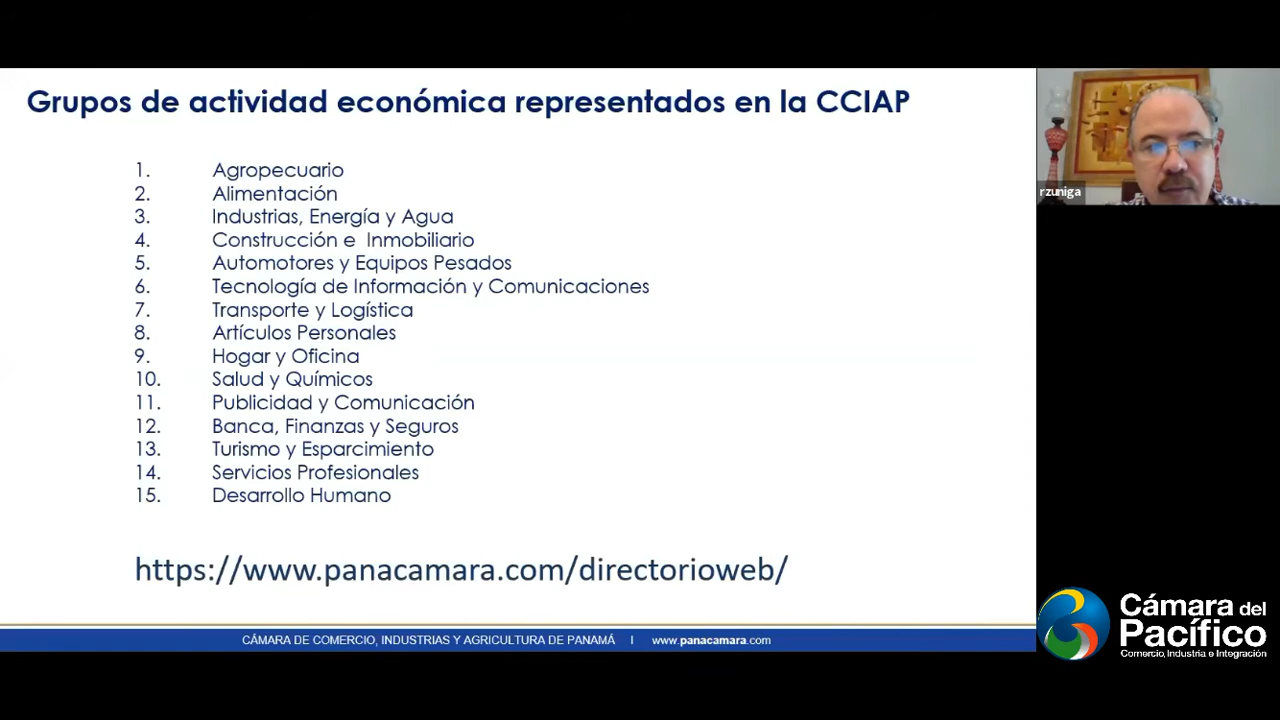 Grupos de actividad económica representados en la CCIAP
1. Agropecuario
2. Alimentación
3. Industrias, Energía y Agua
4. Construcción e Inmobiliario
5. Automotores y Equipos Pesados
6. Tecnología de Información y Comunicaciones
7. Transporte y Logística
8. Artículos Personales
9. Hogar y Oficina
10. Salud y Químicos
11. Publicidad y Comunicación
12. Banca, Finanzas y Seguros
13. Turismo y Esparcimiento
14. Servicios Profesionales
15. Desarrollo Humano
https://www.panacamara.com/directorioweb/
CÁMARA DE COMERCIO, INDUSTRIAS Y AGRICULTURA DE PANAMÁ | www.panacamara.com
rzuniga
Cámara del
Pacífico
Comercio, Industria e Integración